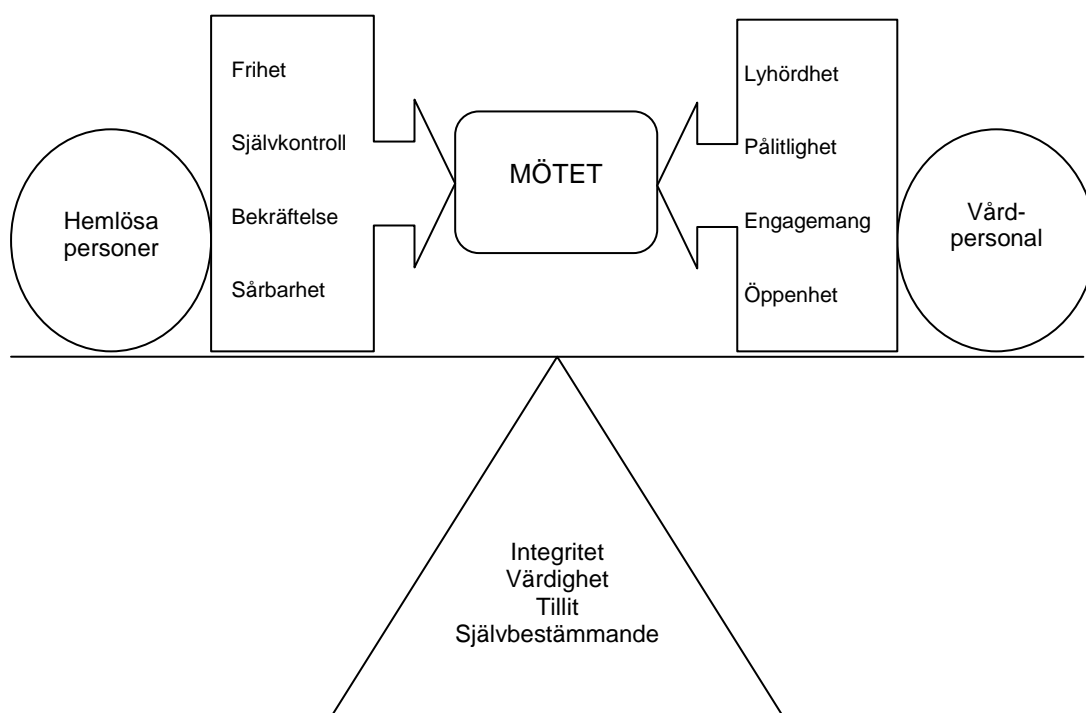 Hemlösa
personer
Frihet
Självkontroll
Bekräftelse
Sårbarhet
MÖTET
Lyhördhet
Pålitlighet
Engagemang
Öppenhet
Vård-
personal
Integritet
Värdighet
Tillit
Självbestämmande